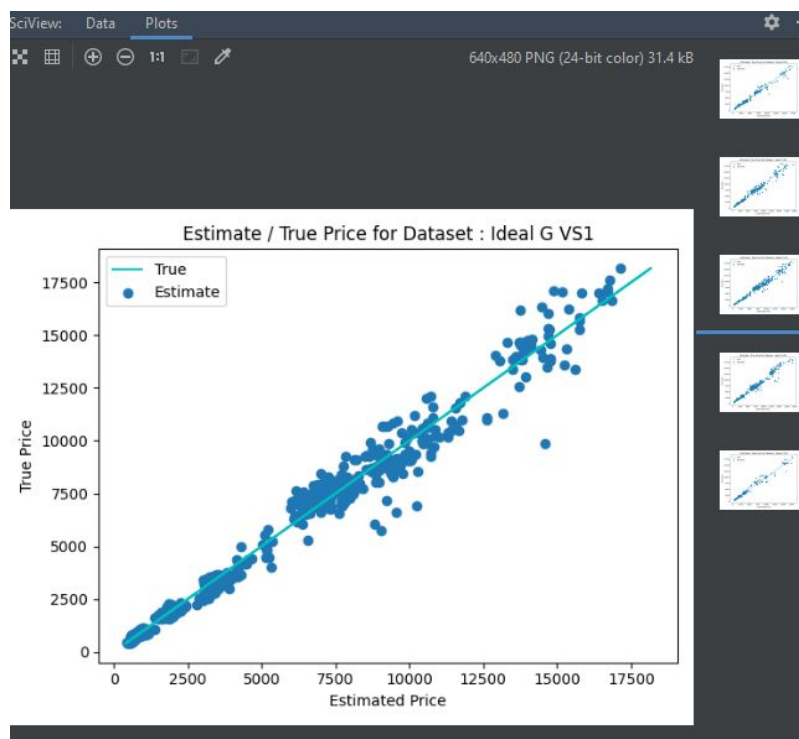 SciView: Data Plots
1:1 640x480 PNG (24-bit color) 31.4 kB
Estimate / True Price for Dataset : Ideal G VS1
True
Estimate
17500
15000
12500
10000
7500
5000
2500
0
True Price
0 2500 5000 7500 10000 12500 15000 17500
Estimated Price